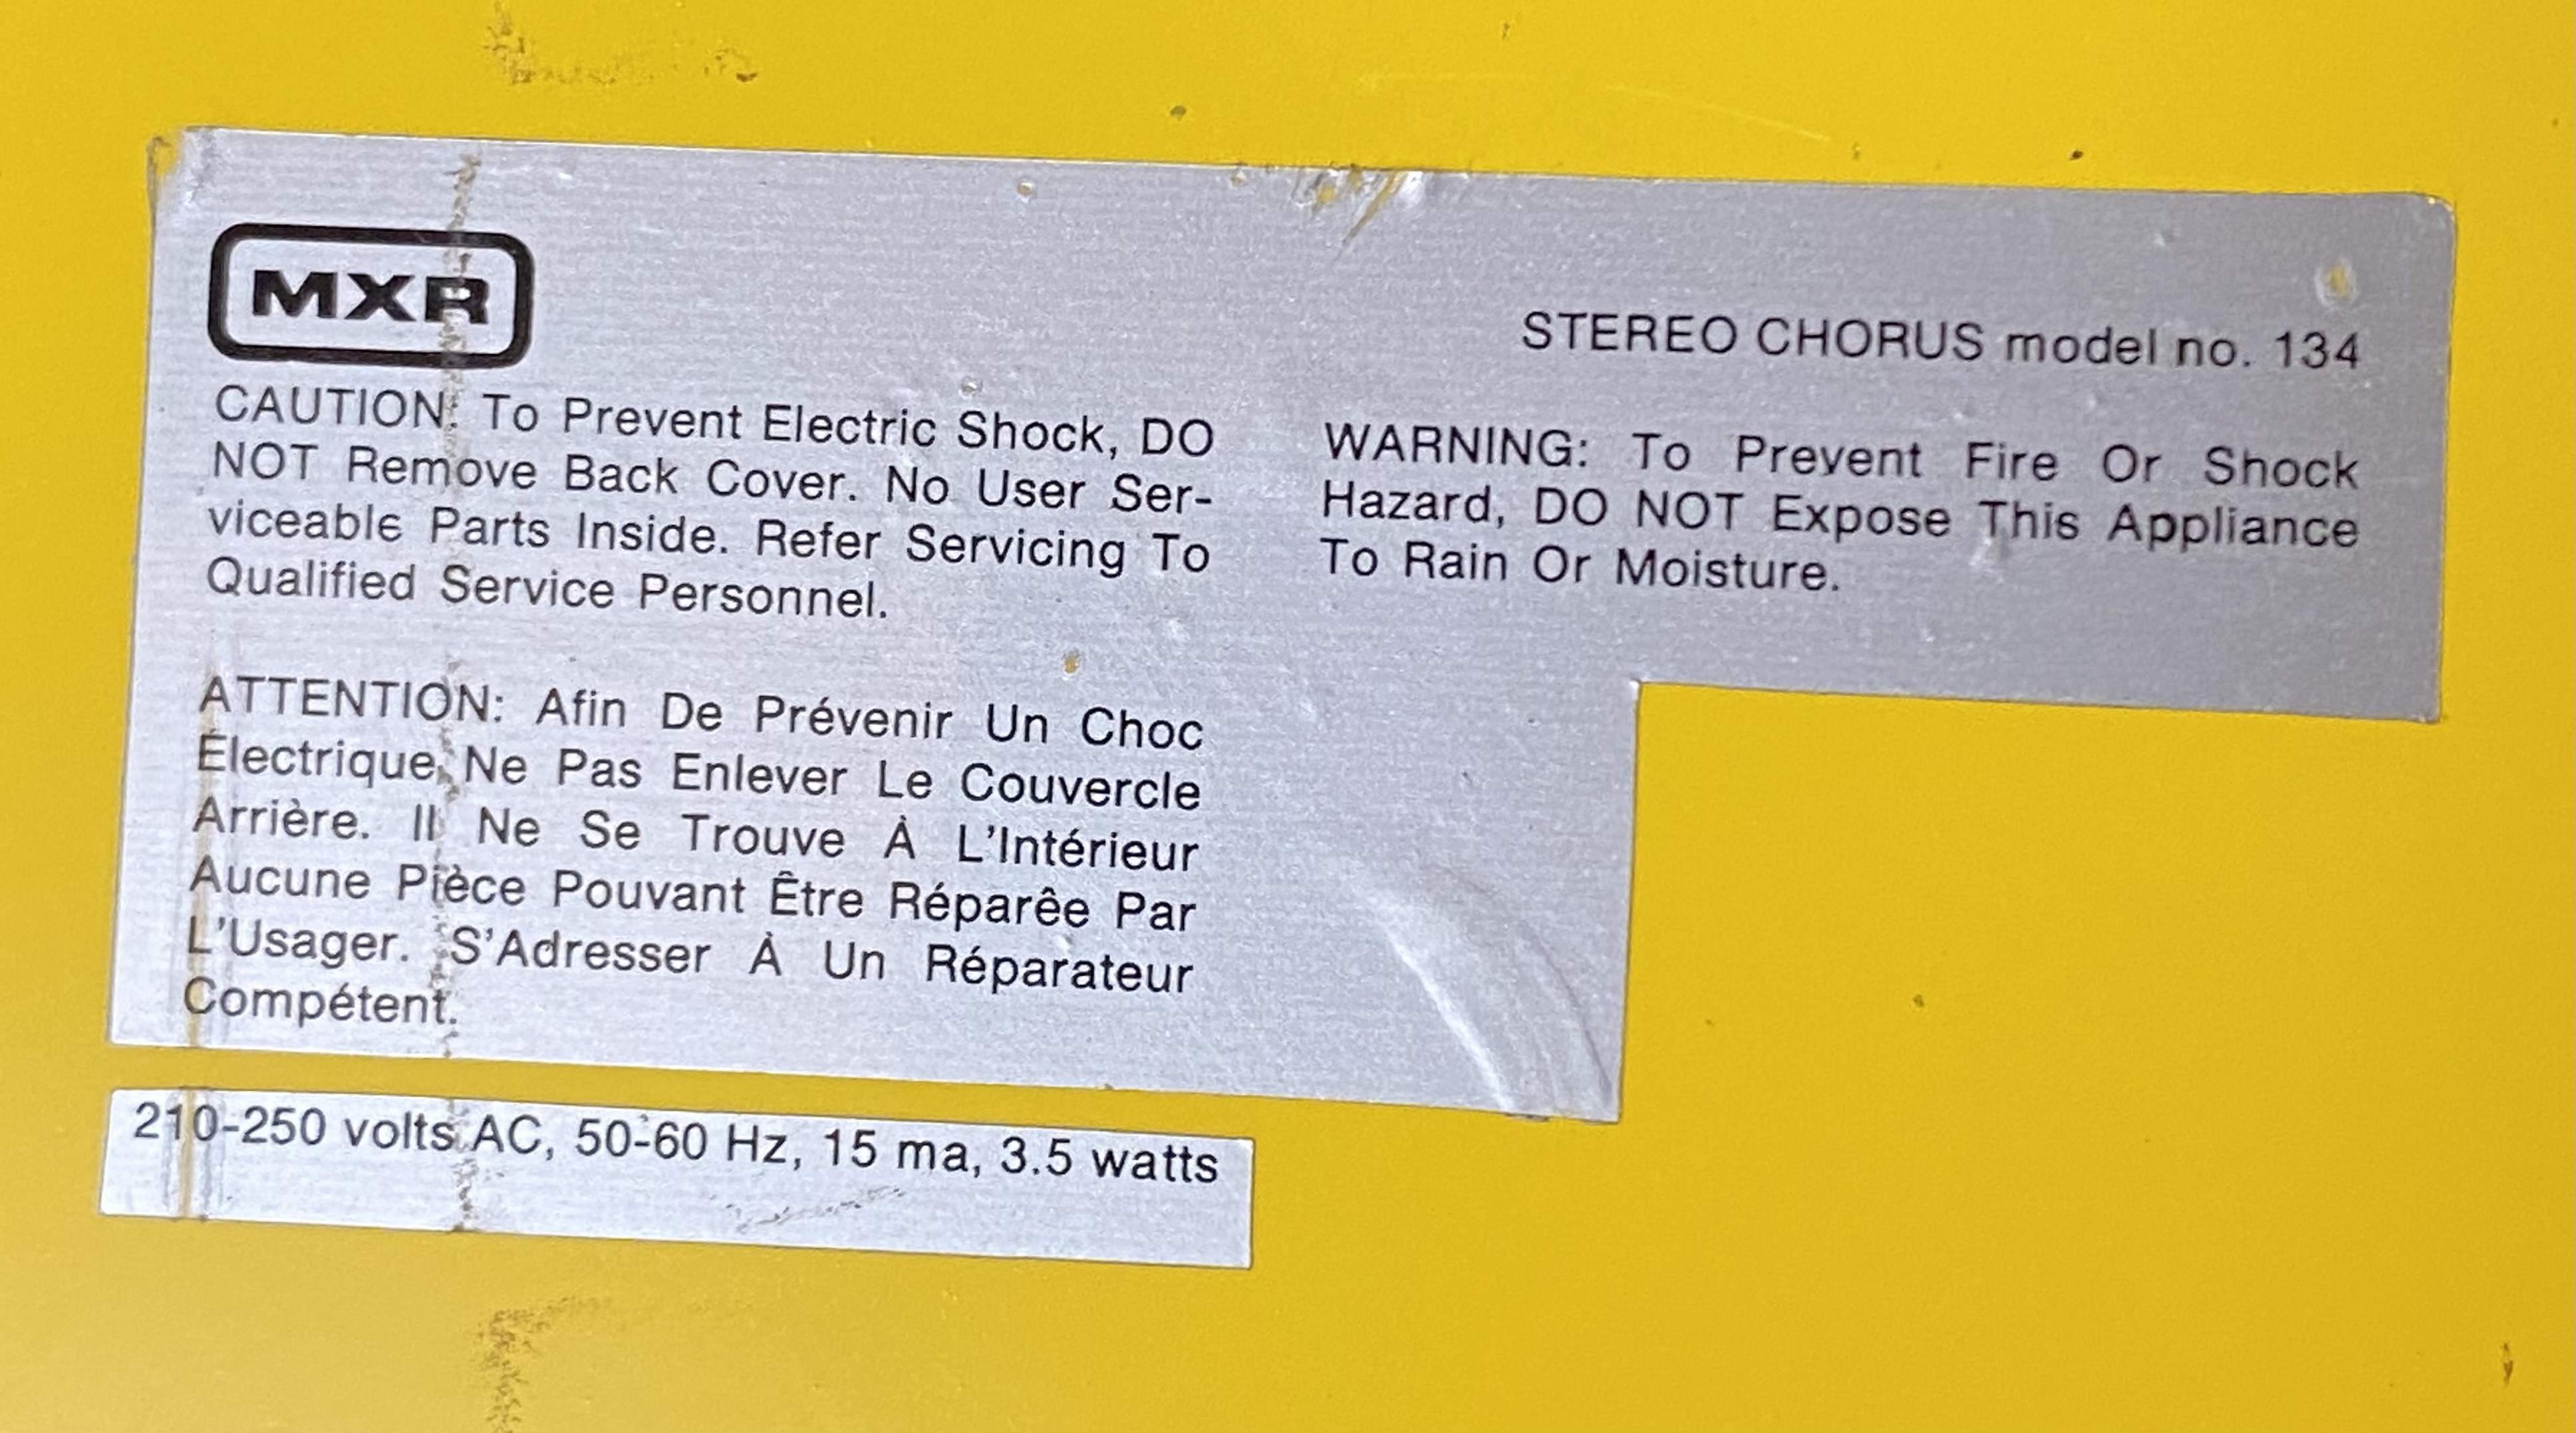 MXR
STEREO CHORUS model no. 134
CAUTION: To Prevent Electric Shock, DO
NOT Remove Back Cover. No User Ser-
viceable Parts Inside. Refer Servicing To
Qualified Service Personnel.
WARNING: To Prevent Fire Or Shock
Hazard, DO NOT Expose This Appliance
To Rain Or Moisture.
ATTENTION: Afin De Prévenir Un Choc
Électrique, Ne Pas Enlever Le Couvercle
Arrière. Il Ne Se Trouve À L'Intérieur
Aucune Pièce Pouvant Être Réparêe Par
L'Usager. S'Adresser À Un Réparateur
Compétent.
210-250 volts AC, 50-60 Hz, 15 ma, 3.5 watts